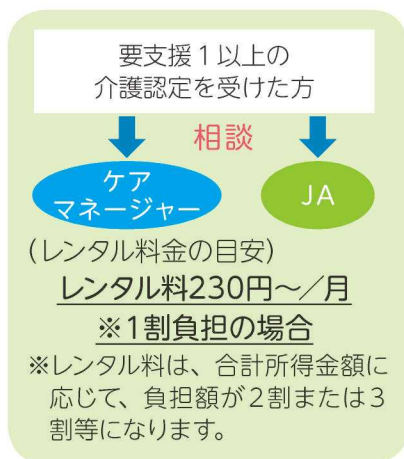 要支援1以上の
介護認定を受けた方
相談
ケア
マネージャー
JA
(レンタル料金の目安)
レンタル料230円〜/月
※1割負担の場合
※レンタル料は、合計所得金額に
応じて、負担額が2割または3
割等になります。